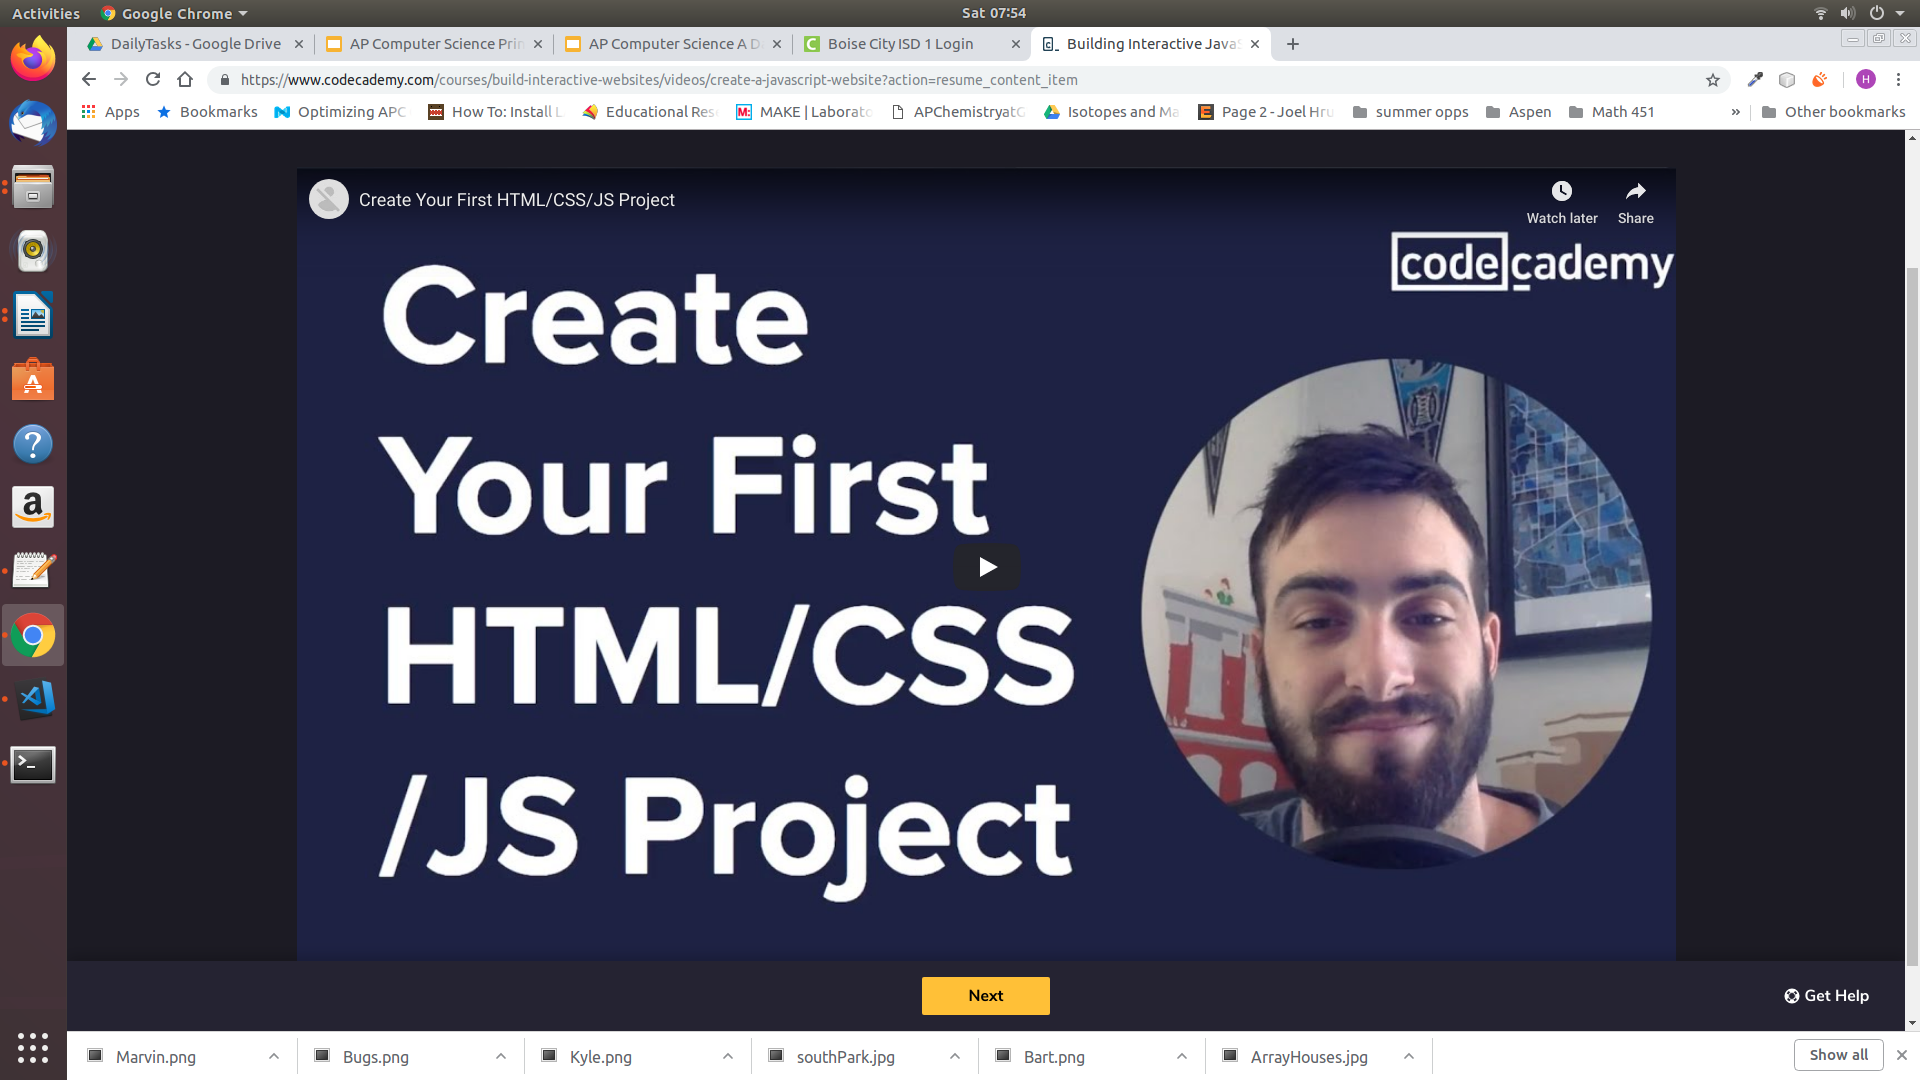 Activities Google Chrome Sat 07:54
DailyTasks - Google Drive AP Computer Science Prin AP Computer Science A D Boise City ISD 1 Login Building Interactive JavaS
https://www.codecademy.com/courses/build-interactive-websites/videos/create-a-javascript-website?action=resume_content_item H
Apps Bookmarks Optimizing APC How To: Install L Educational Res MAKE | Laborato APChemistryatG Isotopes and Ma Page 2 - Joel Hru summer opps Aspen Math 451 » Other bookmarks
Create Your First HTML/CSS/JS Project
Watch later Share
codecademy
Create
Your First
HTML/CSS
/JS Project
Next
Get Help
Marvin.png Bugs.png Kyle.png southPark.jpg Bart.png ArrayHouses.jpg Show all